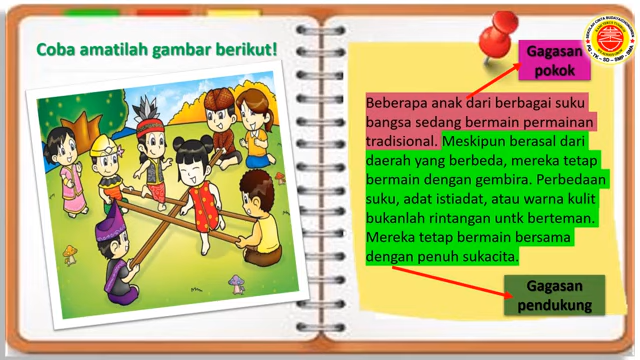 Coba amatilah gambar berikut!
Gagasan
pokok
Beberapa anak dari berbagai suku
bangsa sedang bermain permainan
tradisional. Meskipun berasal dari
daerah yang berbeda, mereka tetap
bermain dengan gembira. Perbedaan
suku, adat istiadat, atau warna kulit
bukanlah rintangan untk berteman.
Mereka tetap bermain bersama
dengan penuh sukacita.
Gagasan
pendukung